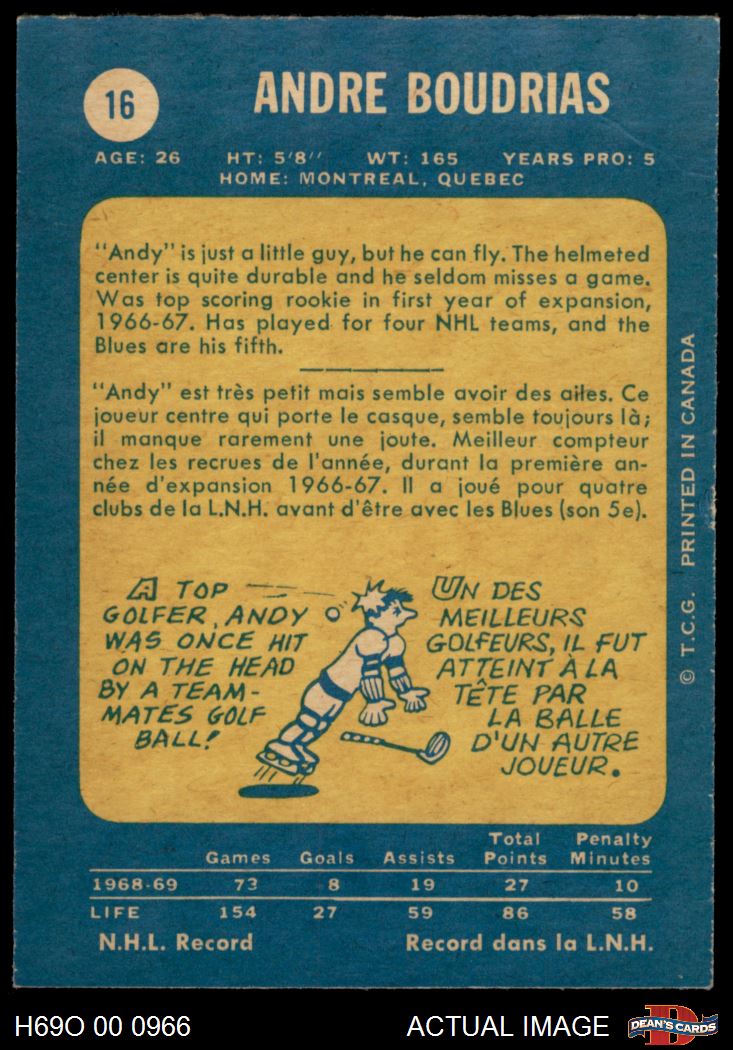 16
ANDRE BOUDRIAS
AGE: 26 HT: 5'8'' WT: 165 YEARS PRO: 5
HOME: MONTREAL, QUEBEC
"Andy" is just a little guy, but he can fly. The helmeted
center is quite durable and he seldom misses a game.
Was top scoring rookie in first year of expansion,
1966-67. Has played for four NHL teams, and the
Blues are his fifth.
"Andy" est très petit mais semble avoir des ailes. Ce
joueur centre qui porte le casque, semble toujours là;
il manque rarement une joute. Meilleur compteur
chez les recrues de l'année, durant la première an-
née d'expansion 1966-67. Il a joué pour quatre
clubs de la L.N.H. avant d'être avec les Blues (son 5e).
A TOP
GOLFER, ANDY
WAS ONCE HIT
ON THE HEAD
BY A TEAM-
MATES GOLF
BALL!
UN DES
MEILLEURS
GOLFEURS, IL FUT
ATTEINT À LA
TÊTE PAR
LA BALLE
D'UN AUTRE
JOUEUR.
© T.C.G. PRINTED IN CANADA
Games Goals Assists Total Points Penalty Minutes
1968-69 73 8 19 27 10
LIFE 154 27 59 86 58
N.H.L. Record Record dans la L.N.H.
H69O 00 0966 ACTUAL IMAGE D DEAN'S CARDS